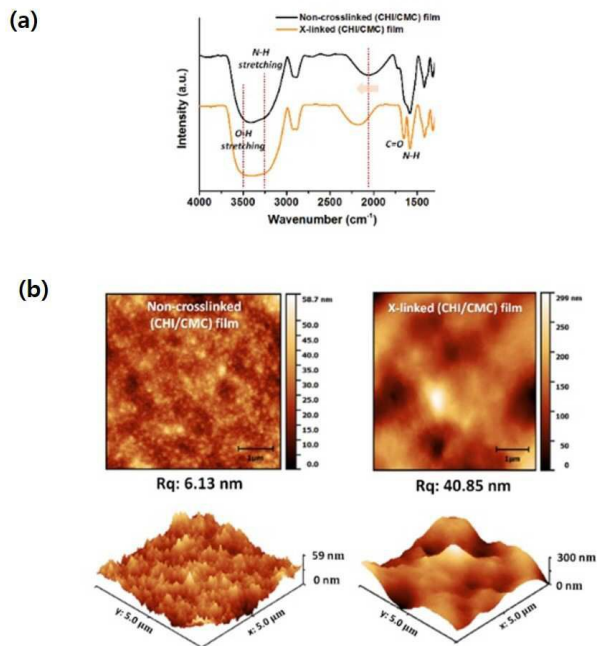 (a)
Non-crosslinked (CHI/CMC) film
X-linked (CHI/CMC) film
N-H
stretching
O-H
stretching
C=O
N-H
Intensity (a.u.)
4000 3500 3000 2500 2000 1500
Wavenumber (cm⁻¹)
(b)
Non-crosslinked
(CHI/CMC) film
58.7 nm
50.0
45.0
40.0
35.0
30.0
25.0
20.0
15.0
10.0
0.0
1μm
Rq: 6.13 nm
X-linked (CHI/CMC) film
299 nm
250
200
150
100
50
0
1μm
Rq: 40.85 nm
59 nm
0 nm
y: 5.0 μm
x: 5.0 μm
300 nm
0 nm
y: 5.0 μm
x: 5.0 μm